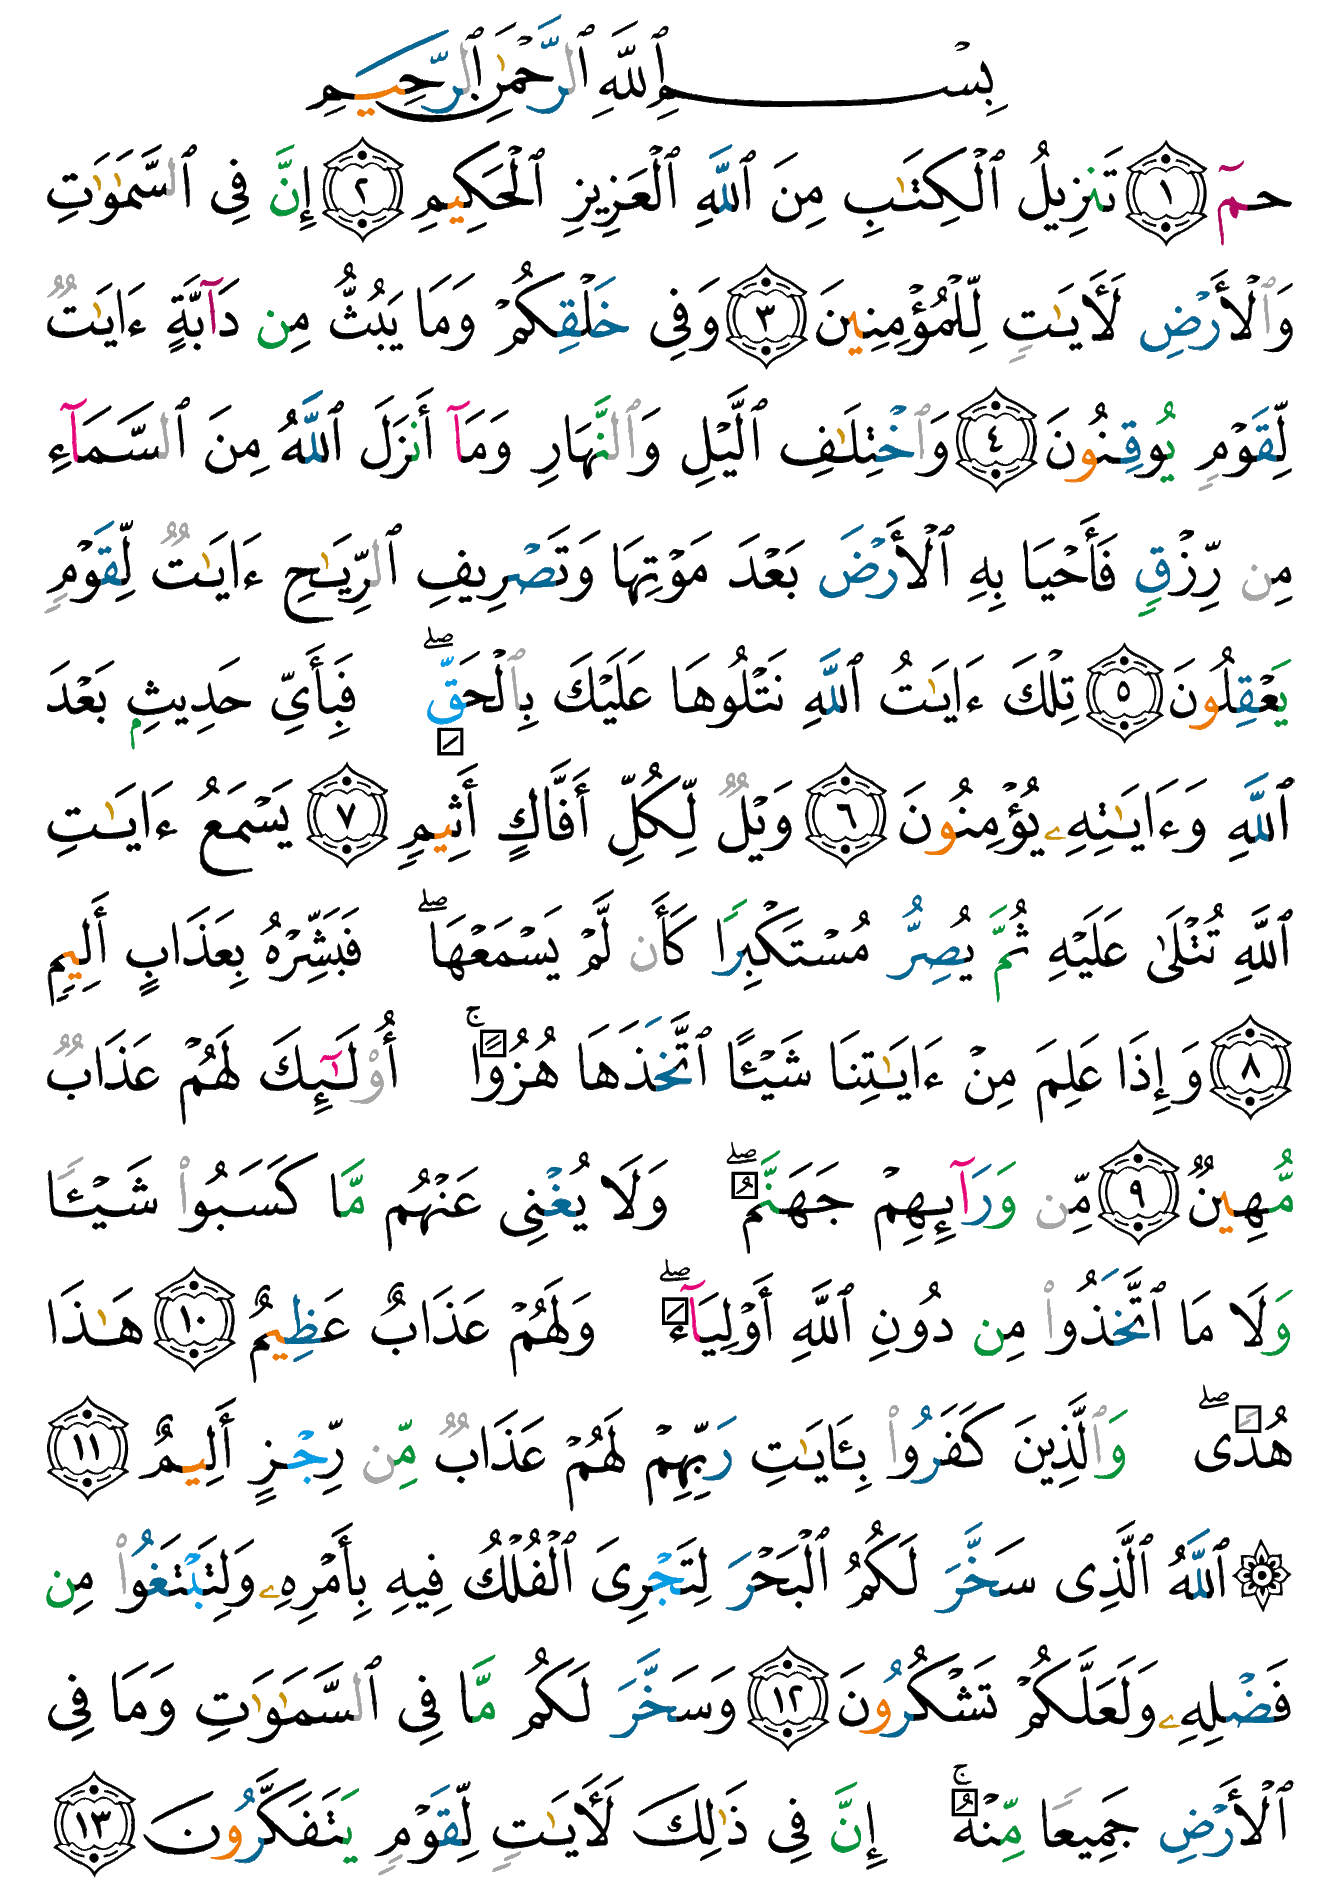 بِسْمِ ٱللَّهِ ٱلرَّحْمَٰنِ ٱلرَّحِيمِ
حمٓ ١ تَنزِيلُ ٱلْكِتَٰبِ مِنَ ٱللَّهِ ٱلْعَزِيزِ ٱلْحَكِيمِ ٢ إِنَّ فِى ٱلسَّمَٰوَٰتِ
وَٱلْأَرْضِ لَأَيَٰتٍ لِّلْمُؤْمِنِينَ ٣ وَفِى خَلْقِكُمْ وَمَا يَبُثُّ مِن دَآبَّةٍ ءَايَٰتٌ
لِّقَوْمٍ يُوقِنُونَ ٤ وَٱخْتِلَٰفِ ٱلَّيْلِ وَٱلنَّهَارِ وَمَآ أَنزَلَ ٱللَّهُ مِنَ ٱلسَّمَآءِ
مِن رِّزْقٍ فَأَحْيَا بِهِ ٱلْأَرْضَ بَعْدَ مَوْتِهَا وَتَصْرِيفِ ٱلرِّيَٰحِ ءَايَٰتٌ لِّقَوْمٍ
يَعْقِلُونَ ٥ تِلْكَ ءَايَٰتُ ٱللَّهِ نَتْلُوهَا عَلَيْكَ بِٱلْحَقِّ ۖ فَبِأَىِّ حَدِيثٍۭ بَعْدَ
ٱللَّهِ وَءَايَٰتِهِۦ يُؤْمِنُونَ ٦ وَيْلٌ لِّكُلِّ أَفَّاكٍ أَثِيمٍ ٧ يَسْمَعُ ءَايَٰتِ
ٱللَّهِ تُتْلَىٰ عَلَيْهِ ثُمَّ يُصِرُّ مُسْتَكْبِرًا كَأَن لَّمْ يَسْمَعْهَا ۖ فَبَشِّرْهُ بِعَذَابٍ أَلِيمٍ
٨ وَإِذَا عَلِمَ مِنْ ءَايَٰتِنَا شَيْـًٔا ٱتَّخَذَهَا هُزُوًا ۚ أُو۟لَٰٓئِكَ لَهُمْ عَذَابٌ
مُّهِينٌ ٩ مِّن وَرَآئِهِمْ جَهَنَّمُ ۖ وَلَا يُغْنِى عَنْهُم مَّا كَسَبُوا۟ شَيْـًٔا
وَلَا مَا ٱتَّخَذُوا۟ مِن دُونِ ٱللَّهِ أَوْلِيَآءَ ۖ وَلَهُمْ عَذَابٌ عَظِيمٌ ١٠ هَٰذَا
هُدًى ۖ وَٱلَّذِينَ كَفَرُوا۟ بِـَٔايَٰتِ رَبِّهِمْ لَهُمْ عَذَابٌ مِّن رِّجْزٍ أَلِيمٌ ١١
۞ ٱللَّهُ ٱلَّذِى سَخَّرَ لَكُمُ ٱلْبَحْرَ لِتَجْرِىَ ٱلْفُلْكُ فِيهِ بِأَمْرِهِۦ وَلِتَبْتَغُوا۟ مِن
فَضْلِهِۦ وَلَعَلَّكُمْ تَشْكُرُونَ ١٢ وَسَخَّرَ لَكُم مَّا فِى ٱلسَّمَٰوَٰتِ وَمَا فِى
ٱلْأَرْضِ جَمِيعًا مِّنْهُ ۚ إِنَّ فِى ذَٰلِكَ لَأَيَٰتٍ لِّقَوْمٍ يَتَفَكَّرُونَ ١٣